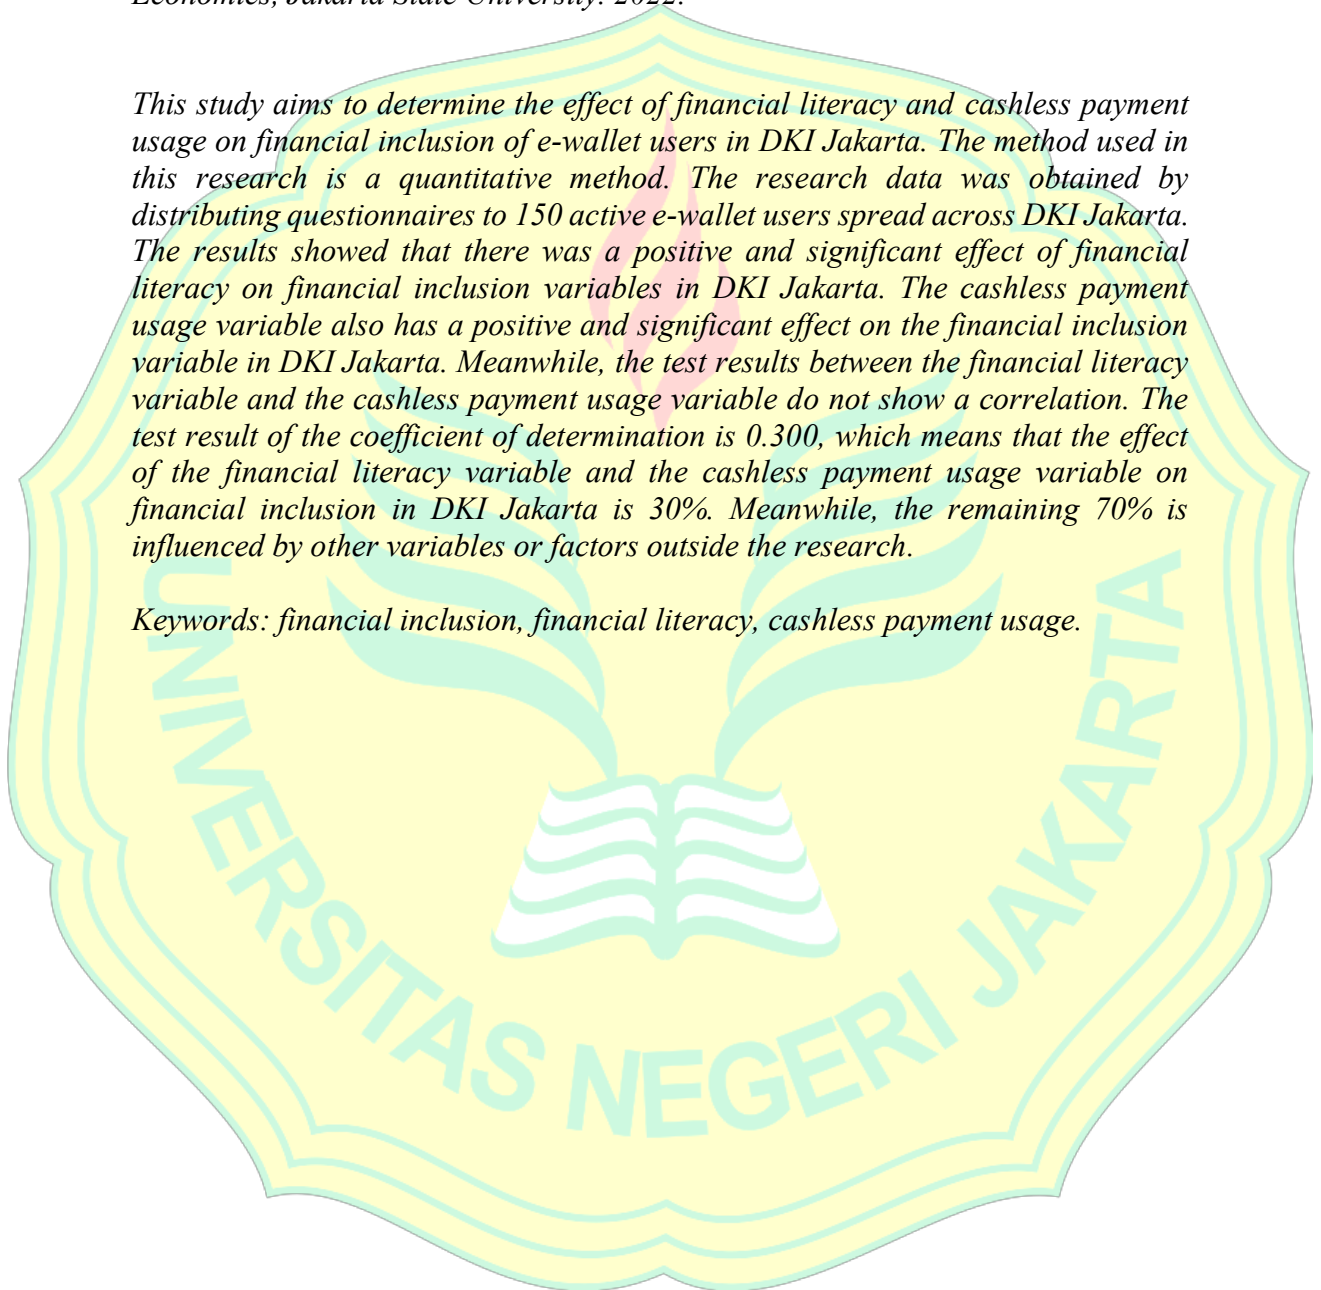 Economics, Jakarta State University. 2022.
This study aims to determine the effect of financial literacy and cashless payment
usage on financial inclusion of e-wallet users in DKI Jakarta. The method used in
this research is a quantitative method. The research data was obtained by
distributing questionnaires to 150 active e-wallet users spread across DKI Jakarta.
The results showed that there was a positive and significant effect of financial
literacy on financial inclusion variables in DKI Jakarta. The cashless payment
usage variable also has a positive and significant effect on the financial inclusion
variable in DKI Jakarta. Meanwhile, the test results between the financial literacy
variable and the cashless payment usage variable do not show a correlation. The
test result of the coefficient of determination is 0.300, which means that the effect
of the financial literacy variable and the cashless payment usage variable on
financial inclusion in DKI Jakarta is 30%. Meanwhile, the remaining 70% is
influenced by other variables or factors outside the research.
Keywords: financial inclusion, financial literacy, cashless payment usage.
UNIVERSITAS NEGERI JAKARTA